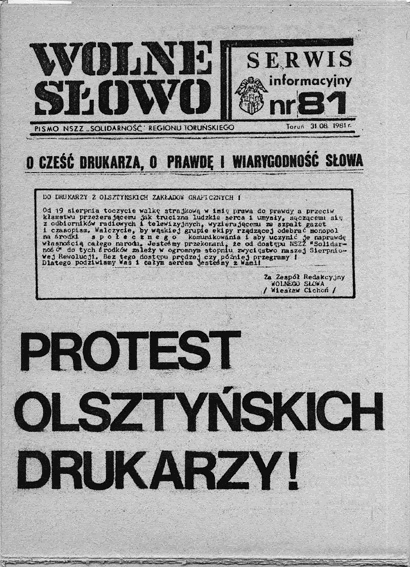 WOLNE
SŁOWO
SERWIS
informacyjny
nr 81
PISMO NSZZ „SOLIDARNOŚĆ" REGIONU TORUŃSKIEGO
Toruń 31.08.1981 r.
O CZEŚĆ DRUKARZA, O PRAWDĘ I WIARYGODNOŚĆ SŁOWA
DO DRUKARZY Z OLSZTYŃSKICH ZAKŁADÓW GRAFICZNYCH !
Od 19 sierpnia toczycie walkę strajkową w imię prawa do prawdy a przeciw
kłamstwu przeżerającemu jak trucizna ludzkie serca i umysły, sączącemu się
z odbiorników radiowych i telewizyjnych, wyzierającemu ze szpalt gazet
i czasopism. Walczycie, by wąskiej grupie ekipy rządzącej odebrać monopol
na środki s p o ł e c z n e g o komunikowania i aby uczynić je naprawdę
własnością całego narodu. Jesteśmy przekonani, że od dostępu NSZZ "Solidar-
ność" do tych środków zależy w ogromnym stopniu zwycięstwo naszej Sierpnio-
wej Rewolucji. Bez tego dostępu prędzej czy później przegramy !
Dlatego podziwiamy Was i całym sercem jesteśmy z Wami!
Za Zespół Redakcyjny
WOLNEGO SŁOWA
/ Wiesław Cichoń /
PROTEST
OLSZTYŃSKICH
DRUKARZY!